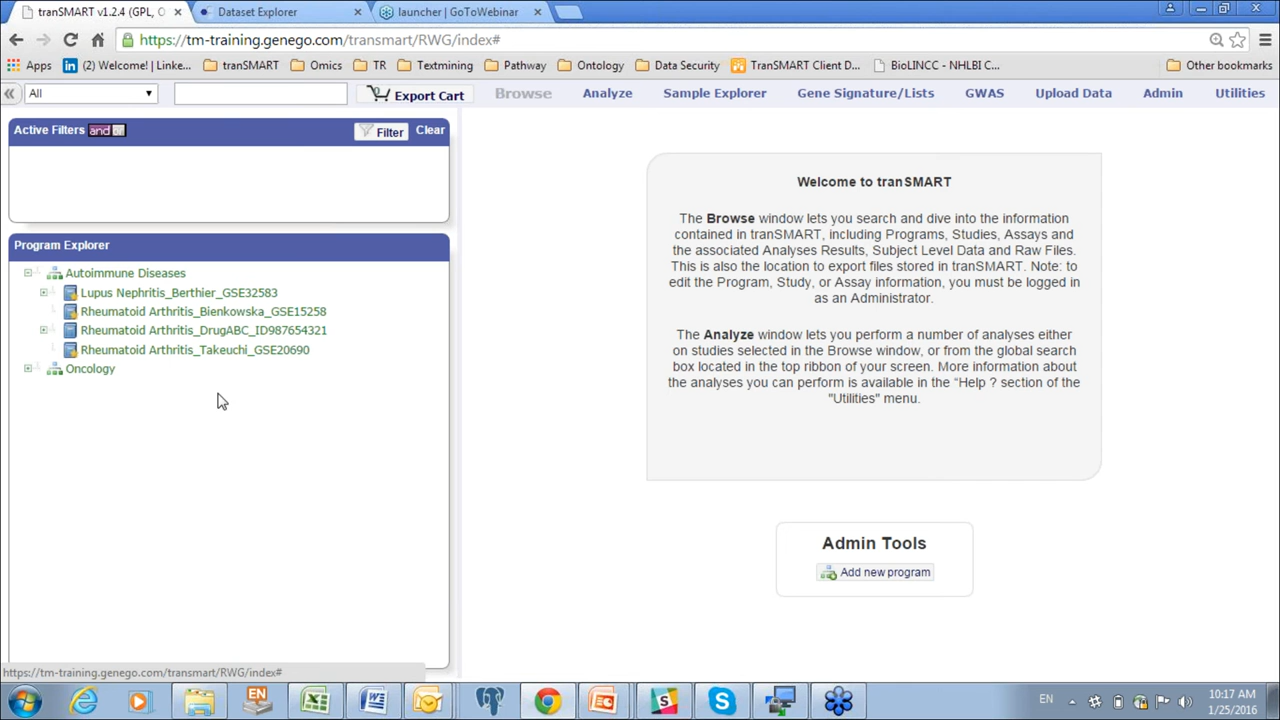 tranSMART v1.2.4 (GPL, O
Dataset Explorer
launcher | GoToWebinar
https://tm-training.genego.com/transmart/RWG/index#
Apps
(2) Welcome! | Linke...
tranSMART
Omics
TR
Textmining
Pathway
Ontology
Data Security
TranSMART Client D...
BioLINCC - NHLBI C...
Other bookmarks
All
Export Cart
Browse
Analyze
Sample Explorer
Gene Signature/Lists
GWAS
Upload Data
Admin
Utilities
Active Filters and or
Filter
Clear
Program Explorer
Autoimmune Diseases
Lupus Nephritis_Berthier_GSE32583
Rheumatoid Arthritis_Bienkowska_GSE15258
Rheumatoid Arthritis_DrugABC_ID987654321
Rheumatoid Arthritis_Takeuchi_GSE20690
Oncology
Welcome to tranSMART
The Browse window lets you search and dive into the information
contained in tranSMART, including Programs, Studies, Assays and
the associated Analyses Results, Subject Level Data and Raw Files.
This is also the location to export files stored in tranSMART. Note: to
edit the Program, Study, or Assay information, you must be logged in
as an Administrator.
The Analyze window lets you perform a number of analyses either
on studies selected in the Browse window, or from the global search
box located in the top ribbon of your screen. More information about
the analyses you can perform is available in the "Help ? section of the
"Utilities" menu.
Admin Tools
Add new program
https://tm-training.genego.com/transmart/RWG/index#
EN
EN
10:17 AM
1/25/2016